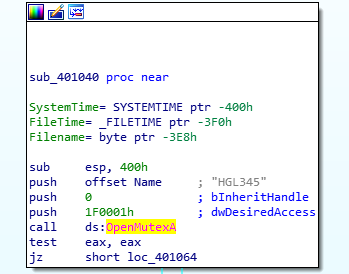 sub_401040 proc near
SystemTime= SYSTEMTIME ptr -400h
FileTime= _FILETIME ptr -3F0h
Filename= byte ptr -3E8h
sub esp, 400h
push offset Name ; "HGL345"
push 0 ; bInheritHandle
push 1F0001h ; dwDesiredAccess
call ds:OpenMutexA
test eax, eax
jz short loc_401064